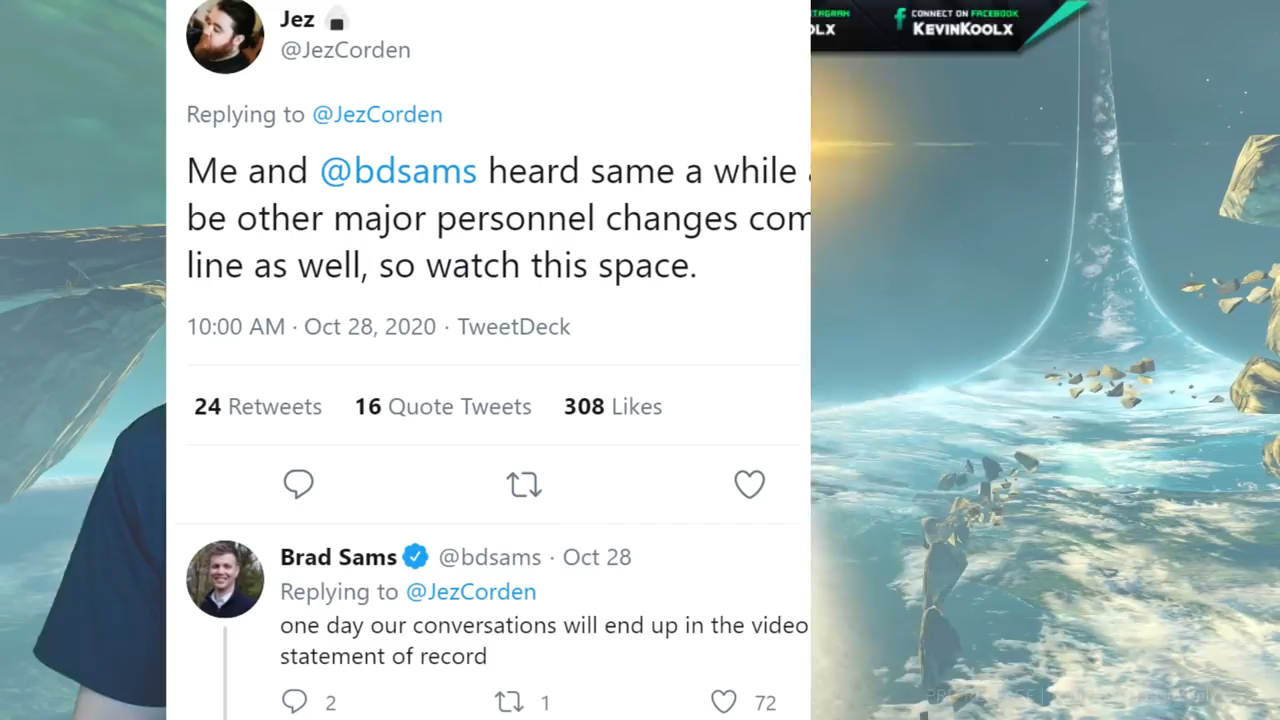 Jez
@JezCorden
Replying to @JezCorden
Me and @bdsams heard same a while
be other major personnel changes com
line as well, so watch this space.
10:00 AM · Oct 28, 2020 · TweetDeck
24 Retweets 16 Quote Tweets 308 Likes
Brad Sams @bdsams · Oct 28
Replying to @JezCorden
one day our conversations will end up in the video
statement of record
2 1 72
CONNECT ON FACEBOOK
KEVINKOOLX